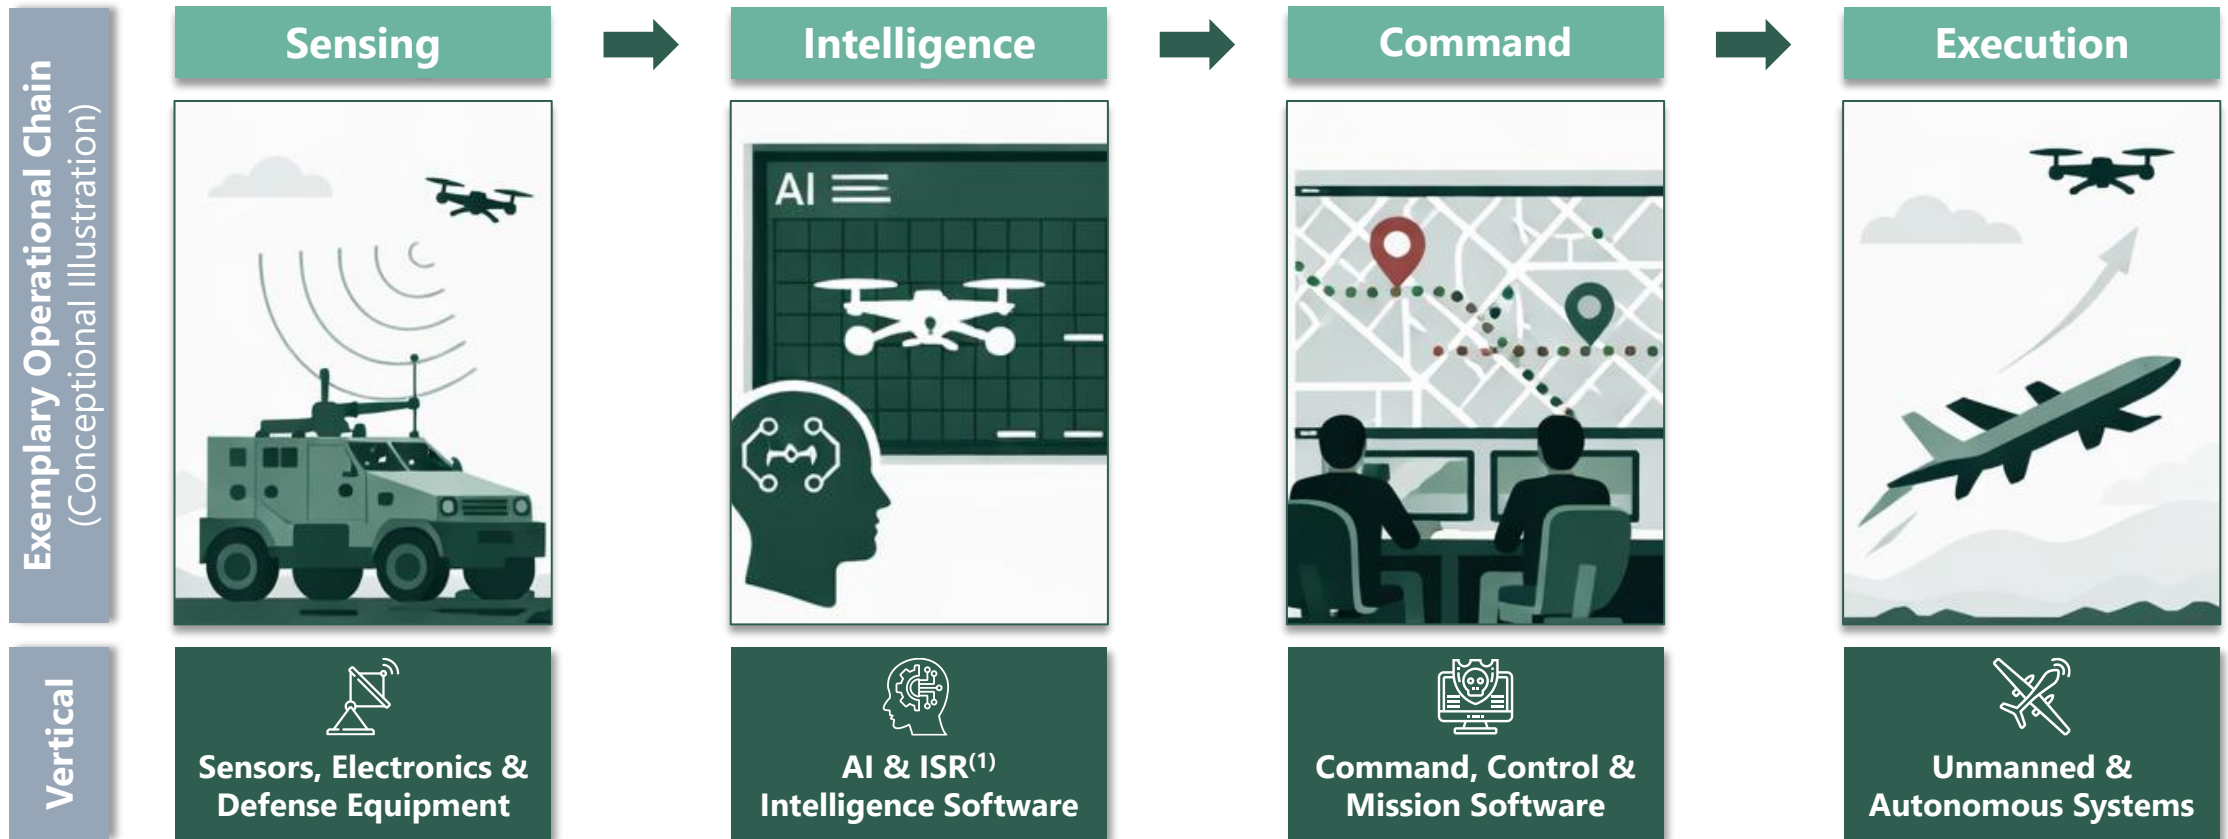 Exemplary Operational Chain
(Conceptional Illustration)
Sensing
Intelligence
Command
Execution
AI
Vertical
Sensors, Electronics &
Defense Equipment
AI & ISR(1)
Intelligence Software
Command, Control &
Mission Software
Unmanned &
Autonomous Systems